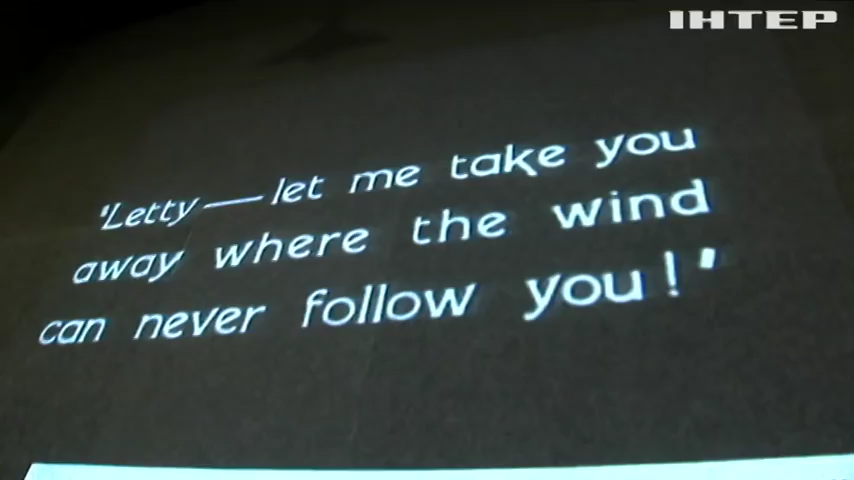 ІНТЕР
"Letty — let me take you
away where the wind
can never follow you!"